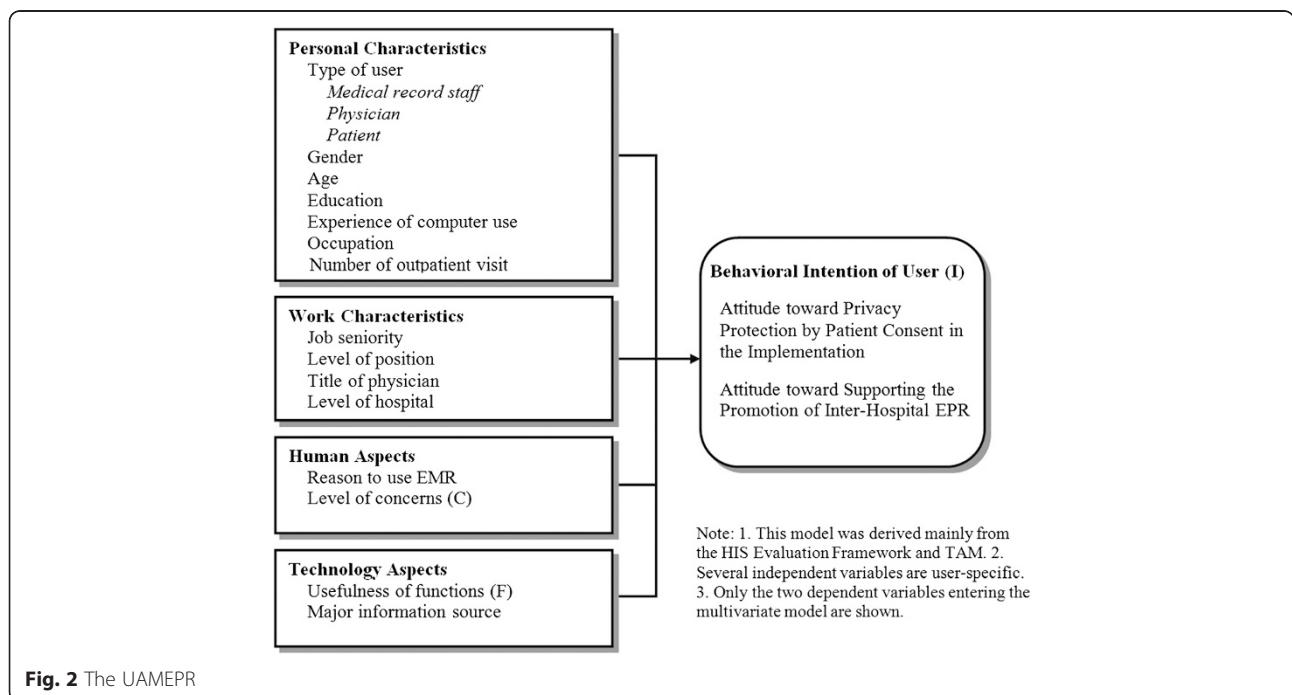 Personal Characteristics
Type of user
Medical record staff
Physician
Patient
Gender
Age
Education
Experience of computer use
Occupation
Number of outpatient visit
Work Characteristics
Job seniority
Level of position
Title of physician
Level of hospital
Human Aspects
Reason to use EMR
Level of concerns (C)
Technology Aspects
Usefulness of functions (F)
Major information source
Behavioral Intention of User (I)
Attitude toward Privacy
Protection by Patient Consent in
the Implementation
Attitude toward Supporting the
Promotion of Inter-Hospital EPR
Note: 1. This model was derived mainly from
the HIS Evaluation Framework and TAM. 2.
Several independent variables are user-specific.
3. Only the two dependent variables entering the
multivariate model are shown.
Fig. 2 The UAMEPR